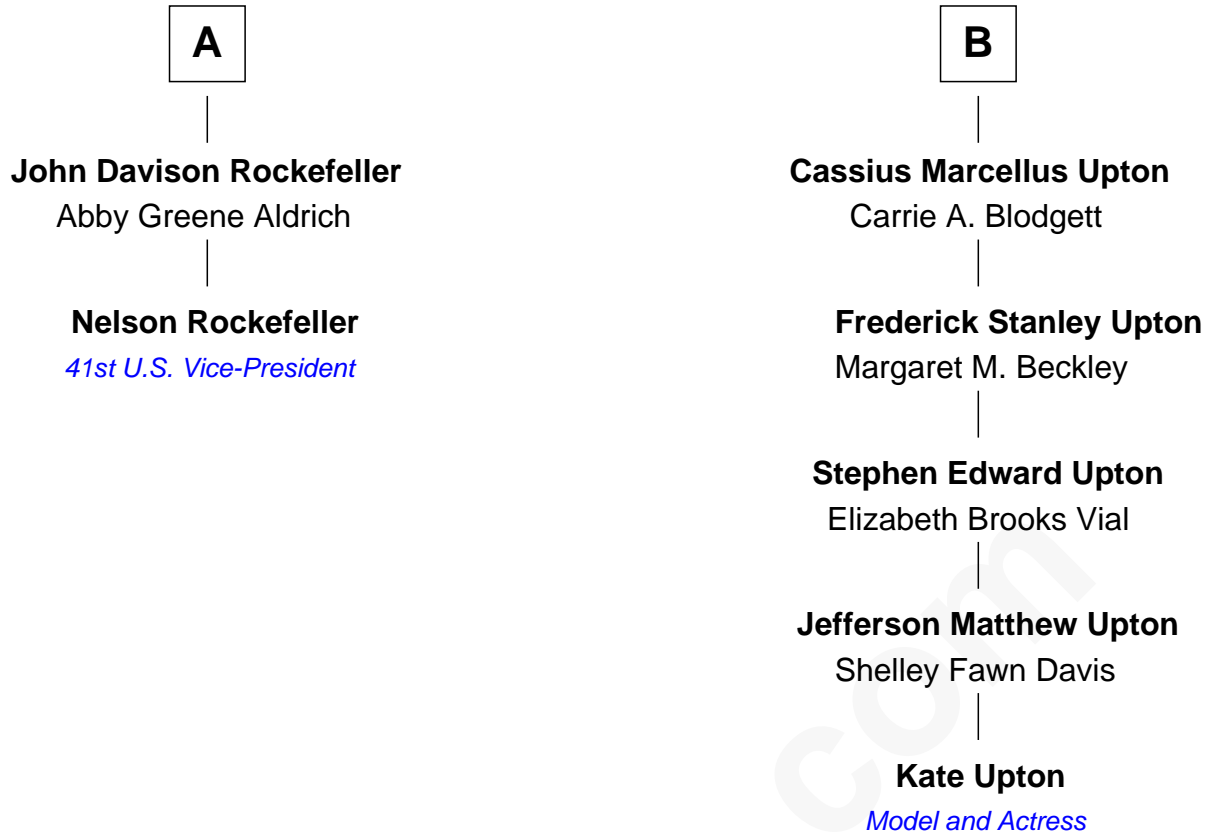 A
John Davison Rockefeller
Abby Greene Aldrich
Nelson Rockefeller
41st U.S. Vice-President
B
Cassius Marcellus Upton
Carrie A. Blodgett
Frederick Stanley Upton
Margaret M. Beckley
Stephen Edward Upton
Elizabeth Brooks Vial
Jefferson Matthew Upton
Shelley Fawn Davis
Kate Upton
Model and Actress
com